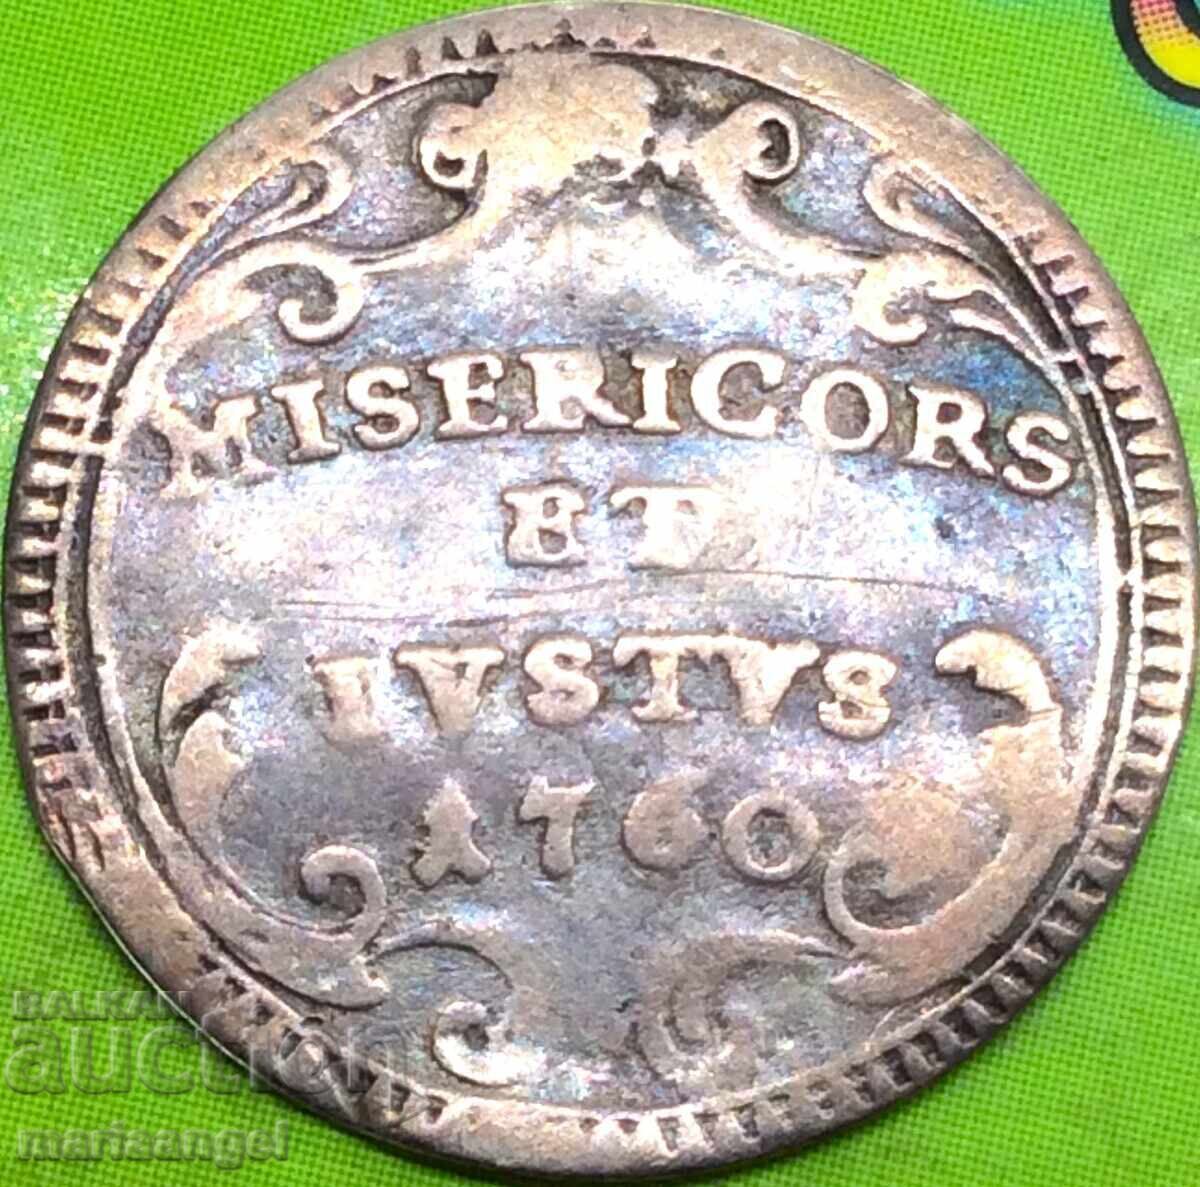 MISERICORS
ET
IVSTVS
1760
BALKAN
auction
mariaangel